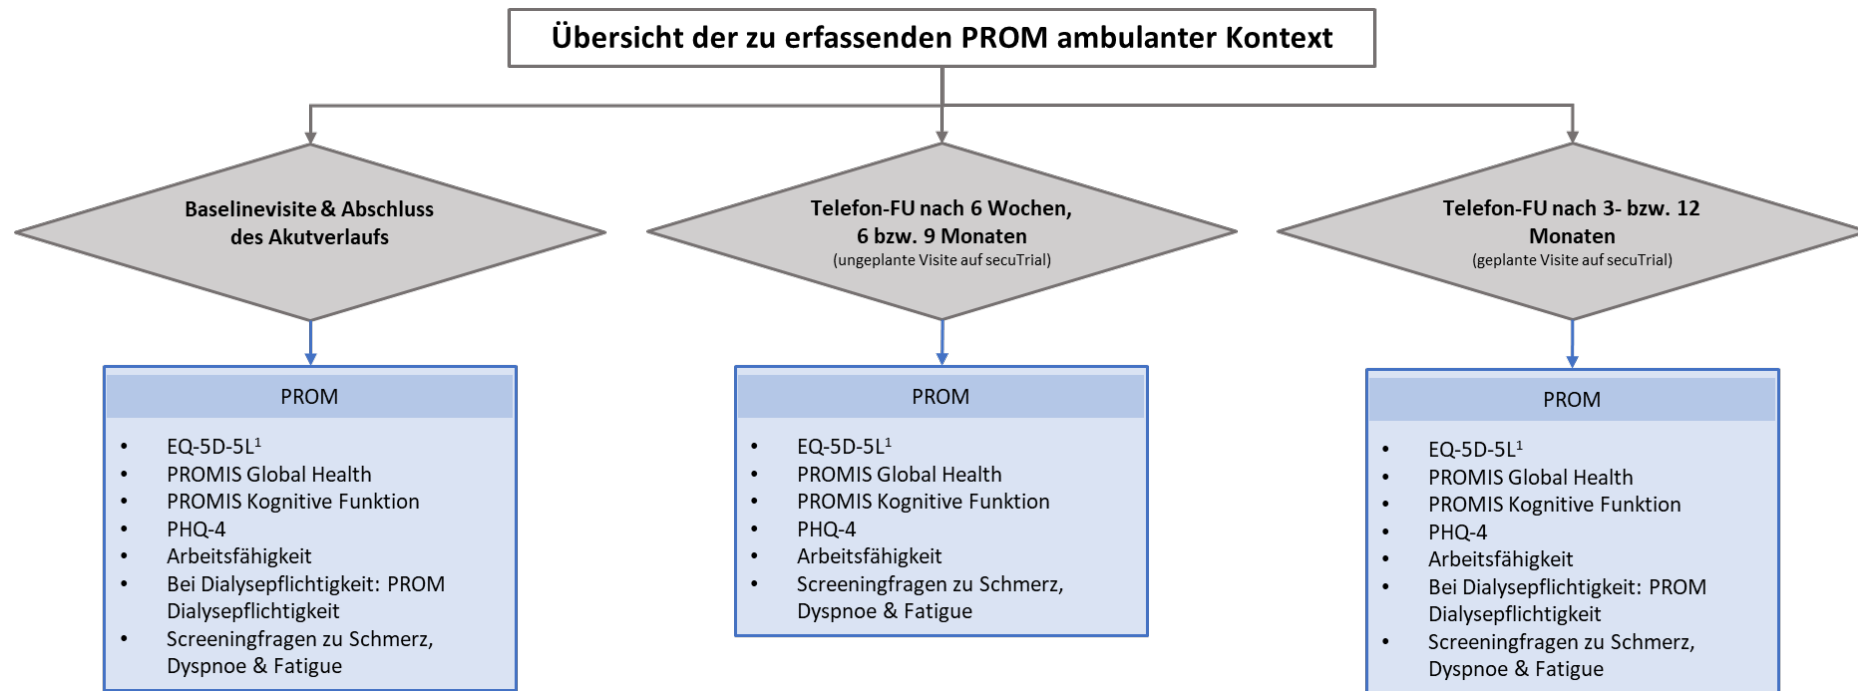 Übersicht der zu erfassenden PROM ambulanter Kontext
Baselinevisite & Abschluss
des Akutverlaufs
Telefon-FU nach 6 Wochen,
6 bzw. 9 Monaten
(ungeplante Visite auf secuTrial)
Telefon-FU nach 3- bzw. 12
Monaten
(geplante Visite auf secuTrial)
PROM
• EQ-5D-5L¹
• PROMIS Global Health
• PROMIS Kognitive Funktion
• PHQ-4
• Arbeitsfähigkeit
• Bei Dialysepflichtigkeit: PROM
Dialysepflichtigkeit
• Screeningfragen zu Schmerz,
Dyspnoe & Fatigue
PROM
• EQ-5D-5L¹
• PROMIS Global Health
• PROMIS Kognitive Funktion
• PHQ-4
• Arbeitsfähigkeit
• Screeningfragen zu Schmerz,
Dyspnoe & Fatigue
PROM
• EQ-5D-5L¹
• PROMIS Global Health
• PROMIS Kognitive Funktion
• PHQ-4
• Arbeitsfähigkeit
• Bei Dialysepflichtigkeit: PROM
Dialysepflichtigkeit
• Screeningfragen zu Schmerz,
Dyspnoe & Fatigue